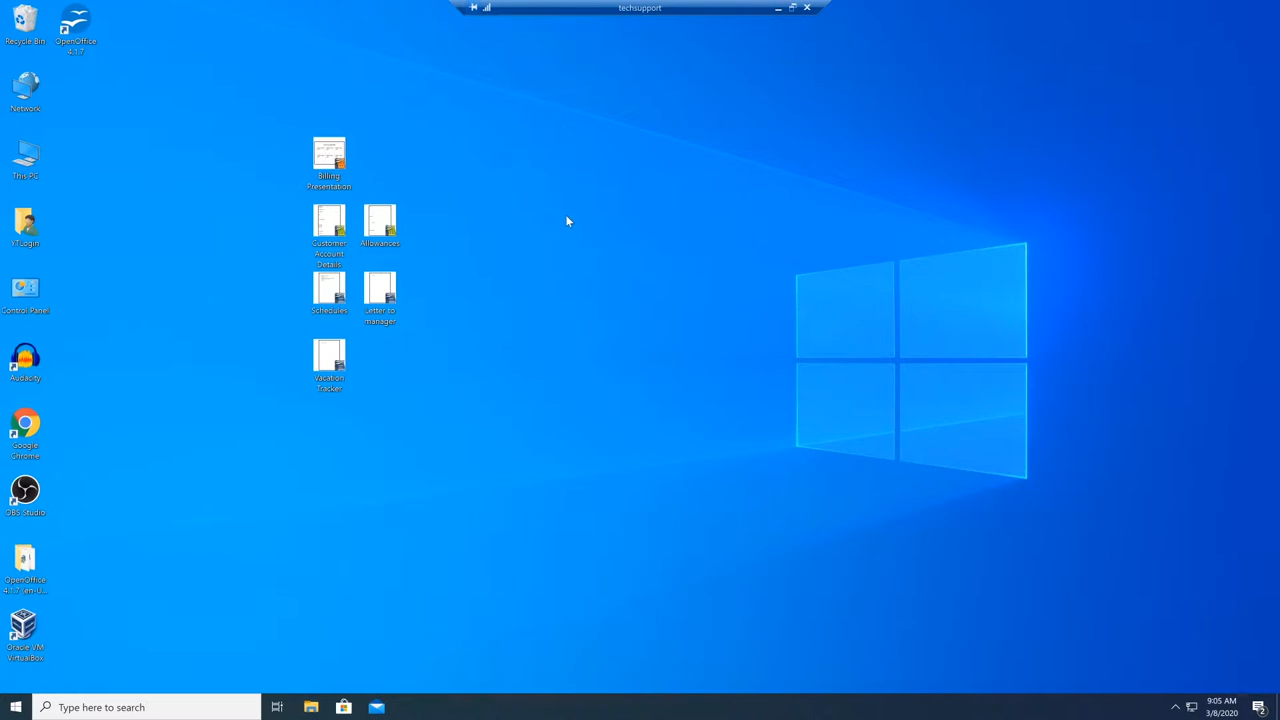 techsupport
Recycle Bin
OpenOffice
4.1.7
Network
This PC
YTLogin
Control Panel
Audacity
Google
Chrome
OBS Studio
OpenOffice
4.1.7 (en-U...
Oracle VM
VirtualBox
Billing
Presentation
Customer
Account
Details
Allowances
Schedules
Letter to
manager
Vacation
Tracker
Type here to search
9:05 AM
3/8/2020
2